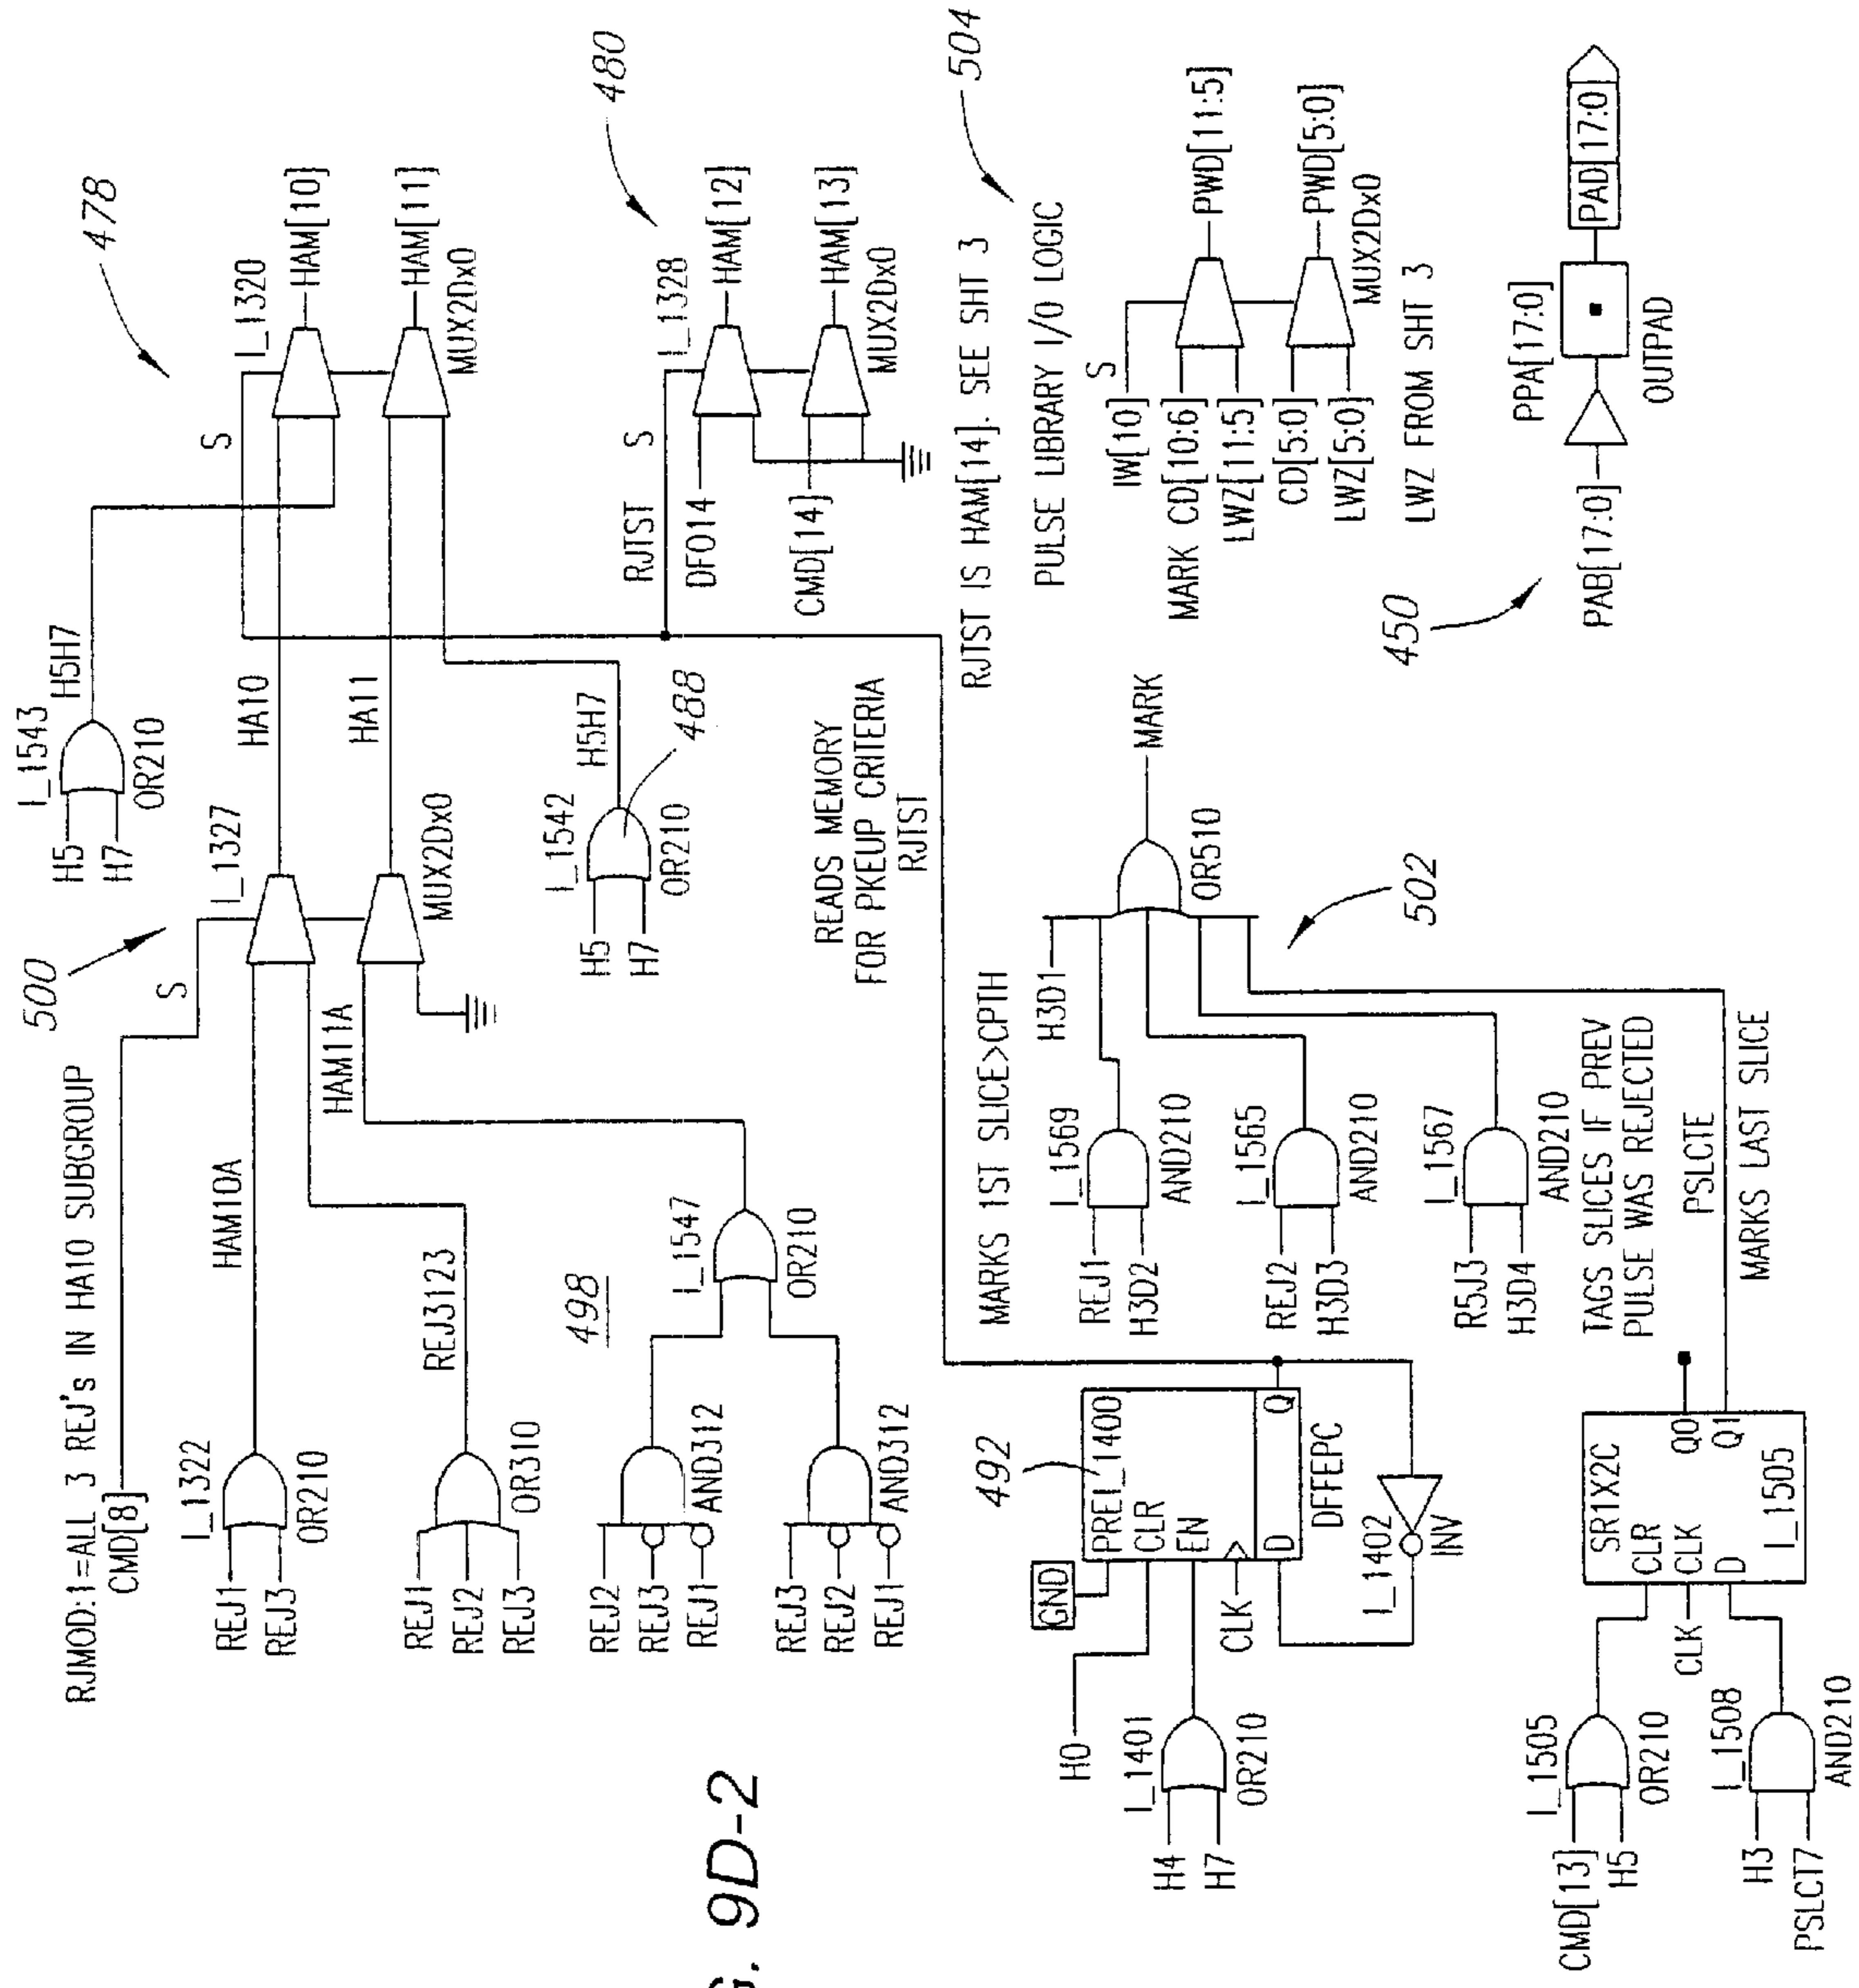 RJMOD:1=ALL 3 REJ's IN HA10 SUBGROUP
CMD[8]
S
500
I_1327
MUX2Dx0
REJ1
REJ3
I_1322
OR210
HAM10A
REJ1
REJ2
REJ3
OR310
REJ3123
HAM11A
REJ2
REJ3
REJ1
AND312
REJ3
REJ2
REJ1
AND312
498
I_1547
OR210
H5
H7
I_1543
OR210
H5H7
HA10
HA11
S
478
I_1320
HAM[10]
HAM[11]
MUX2Dx0
H5
H7
I_1542
OR210
H5H7
488
READS MEMORY
FOR PKEUP CRITERIA
RJTST
RJTST
S
DF014
CMD[14]
480
I_1328
HAM[12]
HAM[13]
MUX2Dx0
RJTST IS HAM[14]. SEE SHT 3
PULSE LIBRARY I/O LOGIC
504
IW[10]
S
MARK CD[10:6]
LWZ[11:5]
CD[5:0]
LWZ[5:0]
PWD[11:5]
PWD[5:0]
MUX2Dx0
LWZ FROM SHT 3
450
PAB[17:0]
PPA[17:0]
OUTPAD
PAD[17:0]
H0
GND
492
PREI_1400
CLR
EN
CLK
D
Q
DFFEPC
H4
H7
I_1401
OR210
I_1402
INV
MARKS 1ST SLICE>CPTH
H3D1
REJ1
H3D2
I_1569
AND210
REJ2
H3D3
I_1565
AND210
R5J3
H3D4
I_1567
AND210
OR510
MARK
502
TAGS SLICES IF PREV
PULSE WAS REJECTED
PSLCTE
MARKS LAST SLICE
CMD[13]
H5
I_1505
OR210
H3
PSLCT7
I_1508
AND210
CLK
SR1X2C
CLR
CLK
D
Q0
Q1
I_1505
9D-2